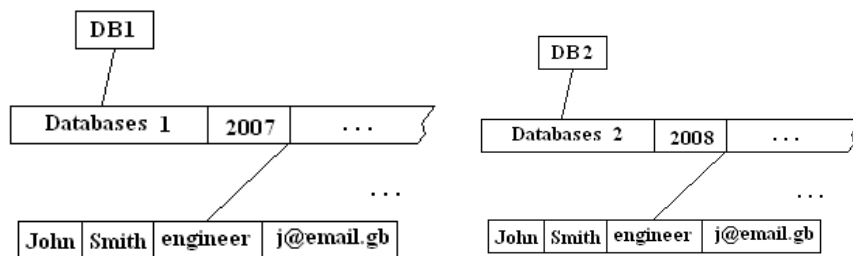 DB1
Databases 1 2007 ...
...
John Smith engineer j@email.gb
DB2
Databases 2 2008 ...
...
John Smith engineer j@email.gb